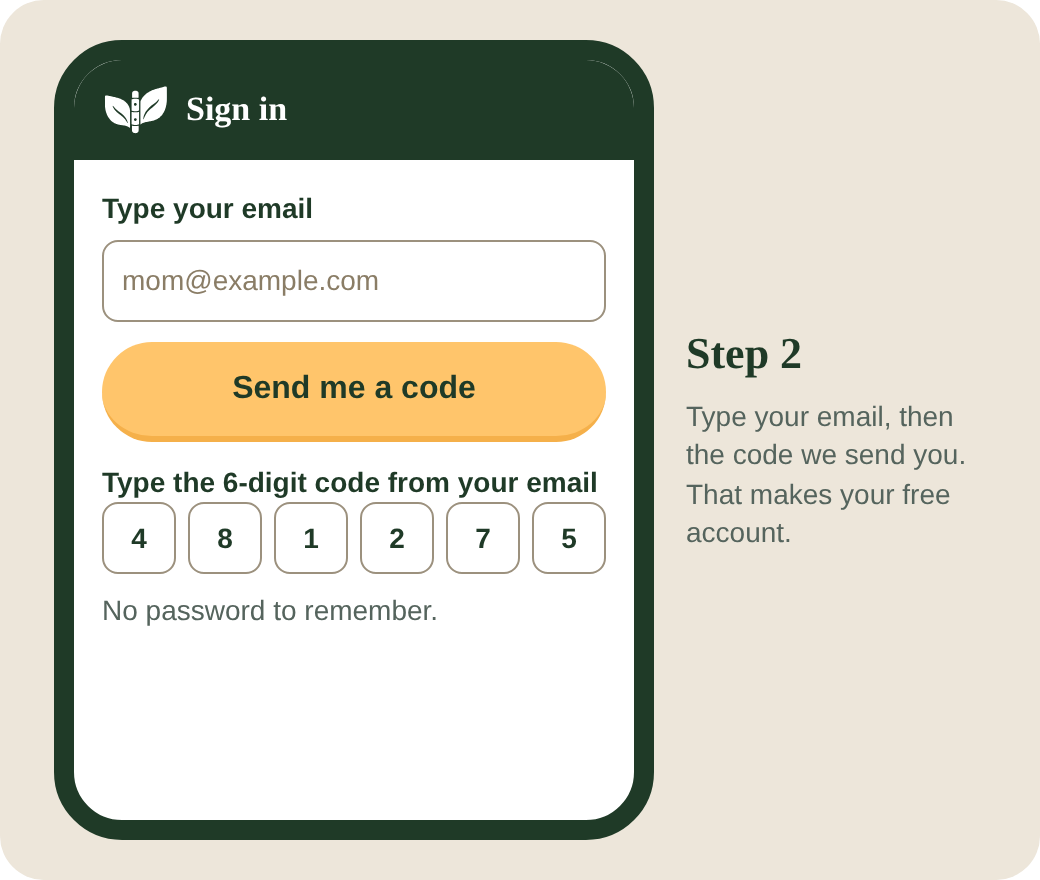 Sign in
Type your email
mom@example.com
Send me a code
Type the 6-digit code from your email
4 8 1 2 7 5
No password to remember.
Step 2
Type your email, then
the code we send you.
That makes your free
account.